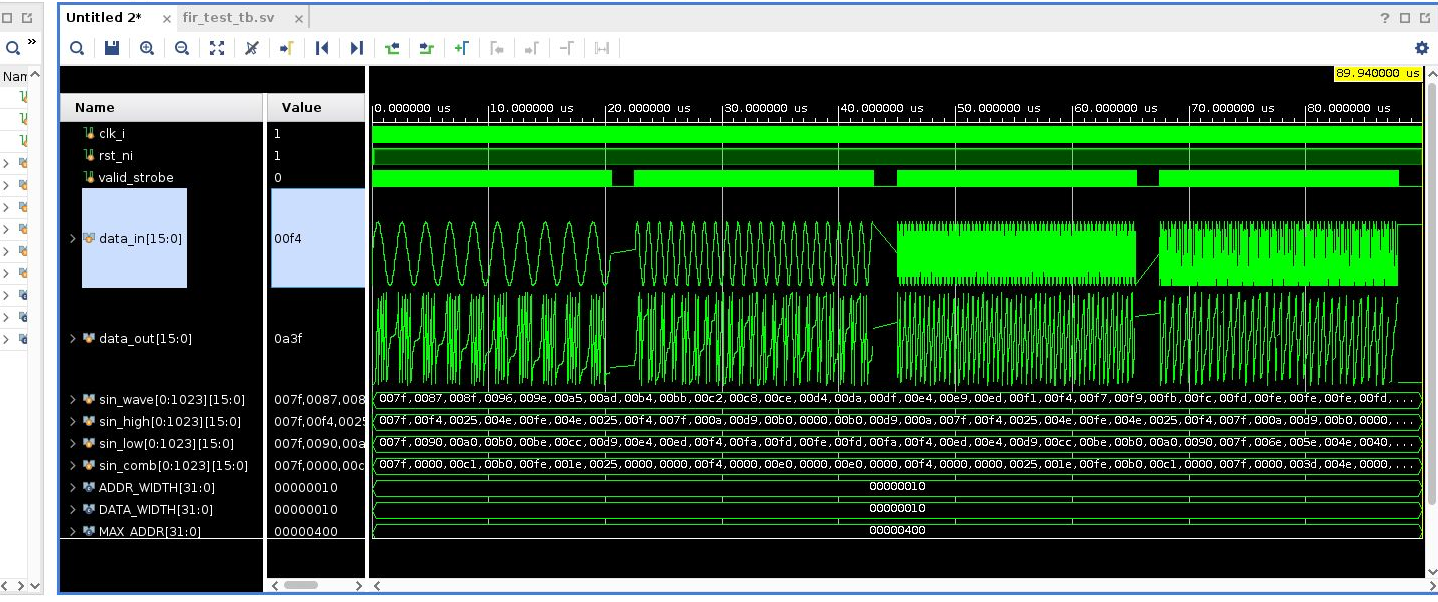 Untitled 2* × fir_test_tb.sv × ?
»
89.940000 us
Nam
Name Value 0.000000 us 10.000000 us 20.000000 us 30.000000 us 40.000000 us 50.000000 us 60.000000 us 70.000000 us 80.000000 us
clk_i 1
rst_ni 1
valid_strobe 0
data_in[15:0] 00f4
data_out[15:0] 0a3f
sin_wave[0:1023][15:0] 007f,0087,008 007f,0087,008f,0096,009e,00a5,00ad,00b4,00bb,00c2,00c8,00ce,00d4,00da,00df,00e4,00e9,00ed,00f1,00f4,00f7,00f9,00fb,00fc,00fd,00fe,00fe,00fe,00fd,...
sin_high[0:1023][15:0] 007f,00f4,0025 007f,00f4,0025,004e,00fe,004e,0025,00f4,007f,000a,00d9,00b0,0000,00b0,00d9,000a,007f,00f4,0025,004e,00fe,004e,0025,00f4,007f,000a,00d9,00b0,0000,...
sin_low[0:1023][15:0] 007f,0090,00a 007f,0090,00a0,00b0,00be,00cc,00d9,00e4,00ed,00f4,00fa,00fd,00fe,00fd,00fa,00f4,00ed,00e4,00d9,00cc,00be,00b0,00a0,0090,007f,006e,005e,004e,0040,...
sin_comb[0:1023][15:0] 007f,0000,00c 007f,0000,00c1,00b0,00fe,001e,0025,0000,0000,00f4,0000,00e0,0000,00e0,0000,00f4,0000,0000,0025,001e,00fe,00b0,00c1,0000,007f,0000,003d,004e,0000,...
ADDR_WIDTH[31:0] 00000010 00000010
DATA_WIDTH[31:0] 00000010 00000010
MAX_ADDR[31:0] 00000400 00000400